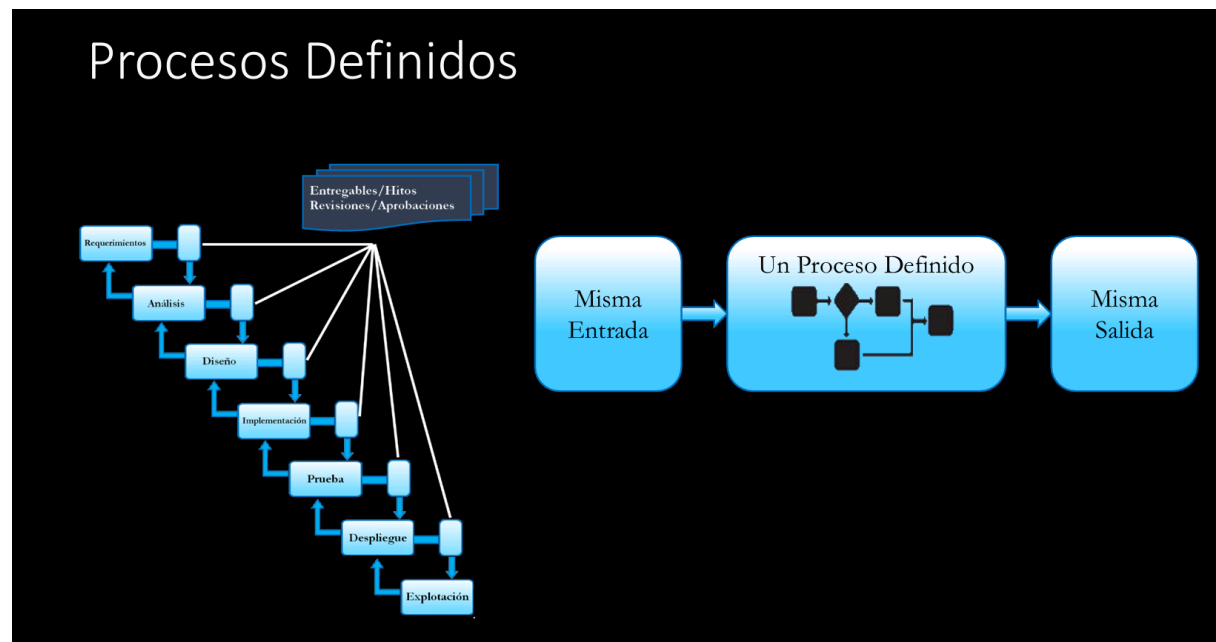 Procesos Definidos
Entregables/Hitos
Revisiones/Aprobaciones
Requerimientos
Análisis
Diseño
Implementación
Prueba
Despliegue
Explotación
Misma
Entrada
Un Proceso Definido
Misma
Salida